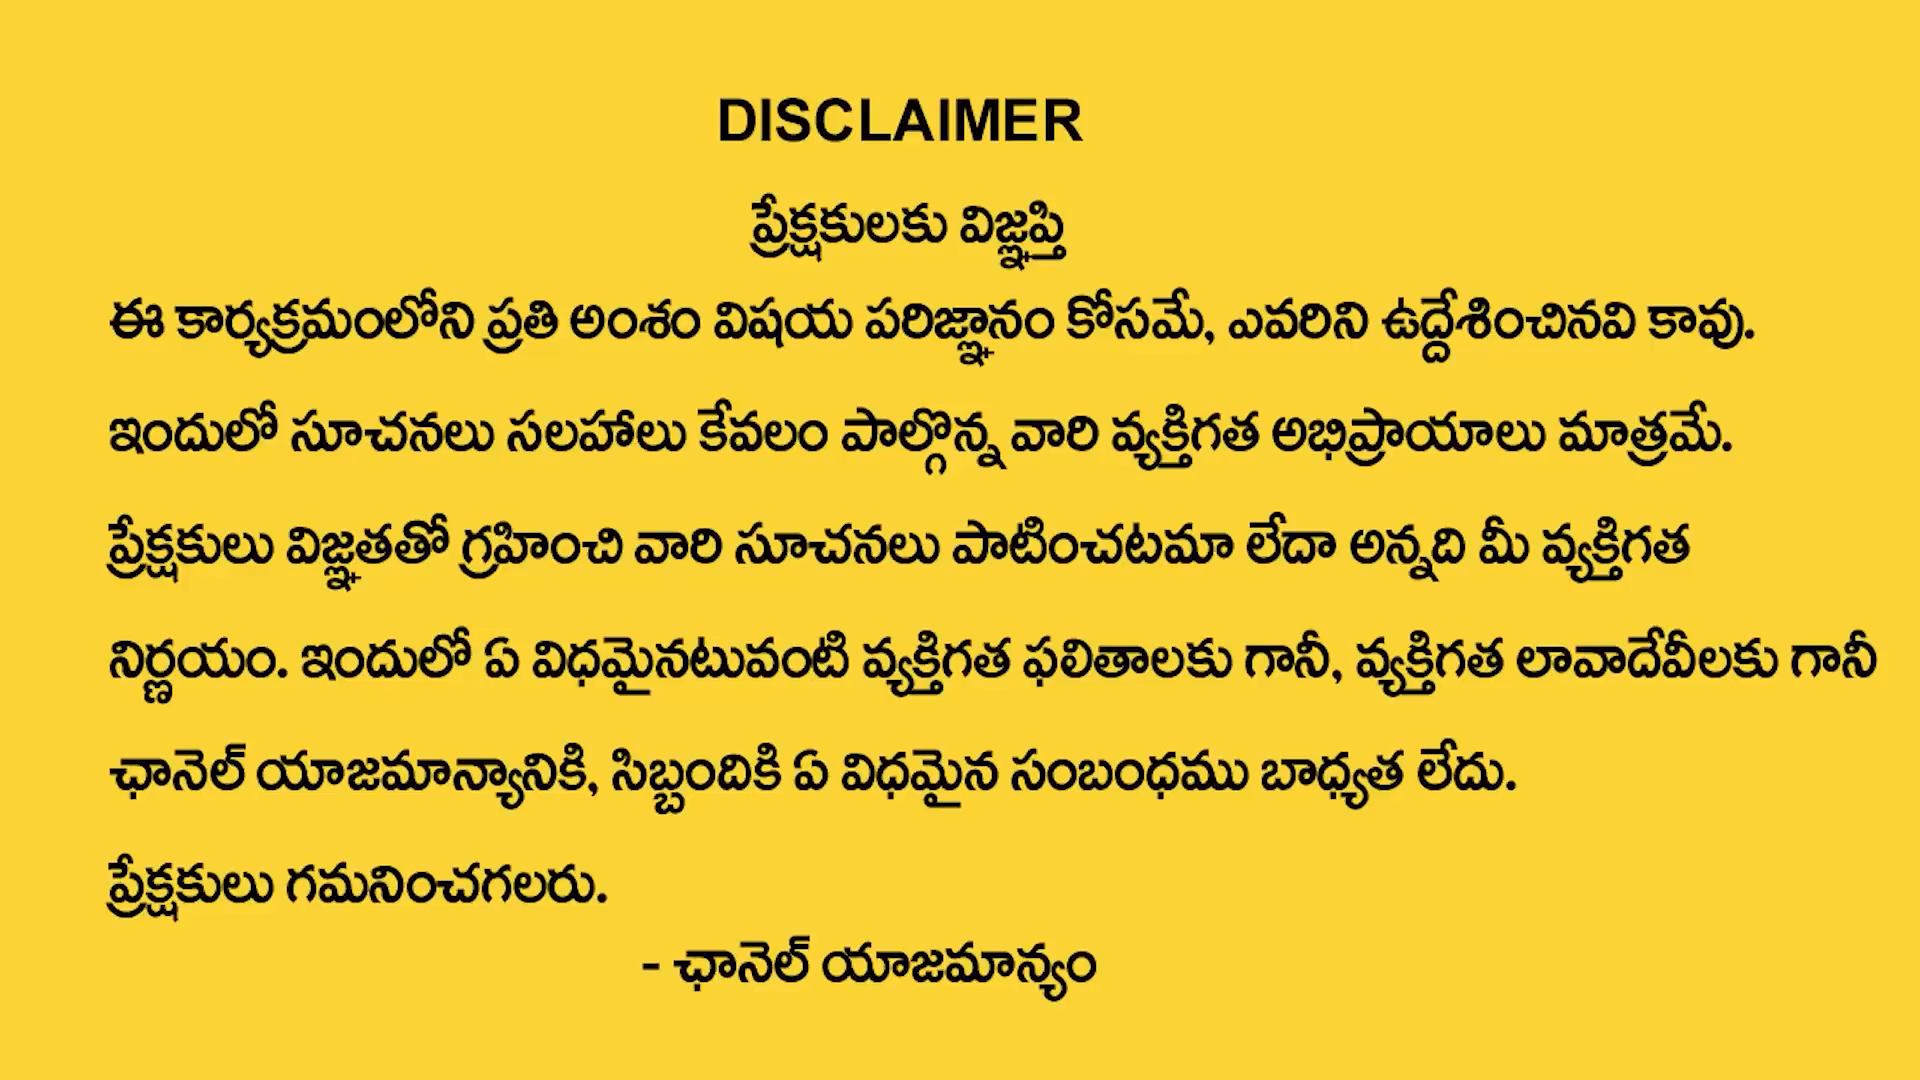 DISCLAIMER
ప్రేక్షకులకు విజ్ఞప్తి
ఈ కార్యక్రమంలోని ప్రతి అంశం విషయ పరిజ్ఞానం కోసమే, ఎవరిని ఉద్దేశించినవి కావు.
ఇందులో సూచనలు సలహాలు కేవలం పాల్గొన్న వారి వ్యక్తిగత అభిప్రాయాలు మాత్రమే.
ప్రేక్షకులు విజ్ఞతతో గ్రహించి వారి సూచనలు పాటించటమా లేదా అన్నది మీ వ్యక్తిగత
నిర్ణయం. ఇందులో ఏ విధమైనటువంటి వ్యక్తిగత ఫలితాలకు గానీ, వ్యక్తిగత లావాదేవీలకు గానీ
ఛానెల్ యాజమాన్యానికి, సిబ్బందికి ఏ విధమైన సంబంధము బాధ్యత లేదు.
ప్రేక్షకులు గమనించగలరు.
- ఛానెల్ యాజమాన్యం